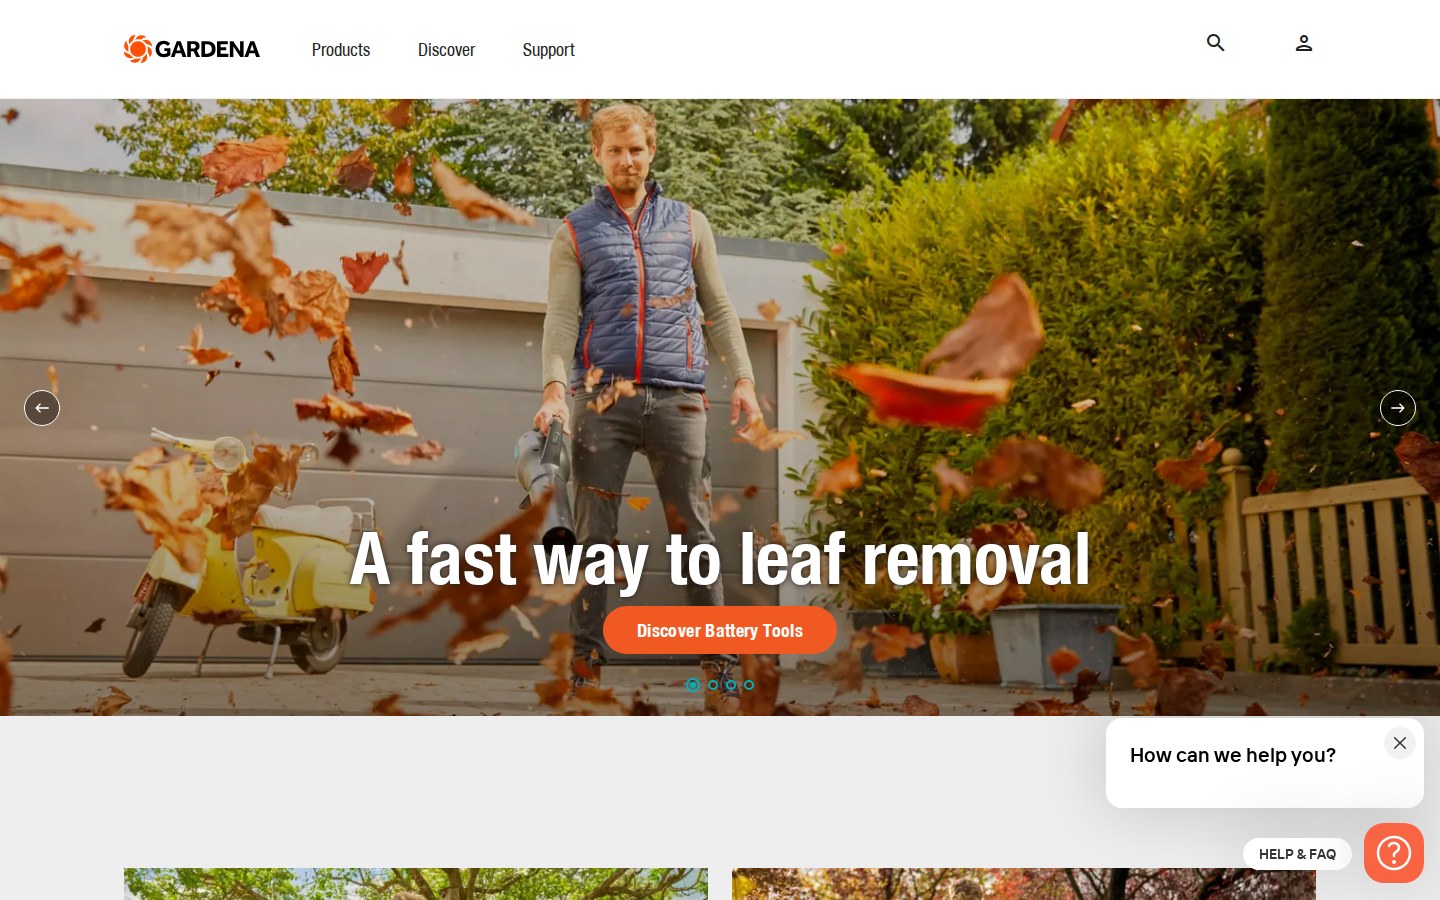 GARDENA
Products
Discover
Support
A fast way to leaf removal
Discover Battery Tools
How can we help you?
HELP & FAQ